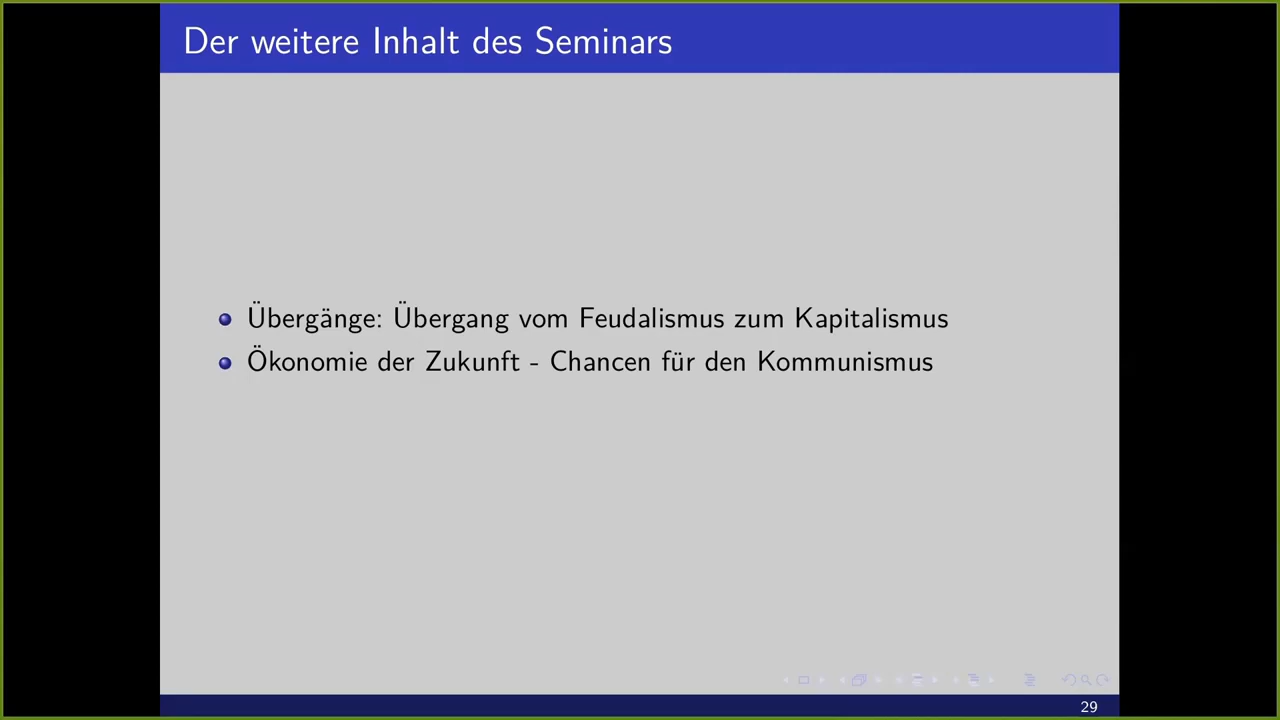 Der weitere Inhalt des Seminars
Übergänge: Übergang vom Feudalismus zum Kapitalismus
Ökonomie der Zukunft - Chancen für den Kommunismus
29